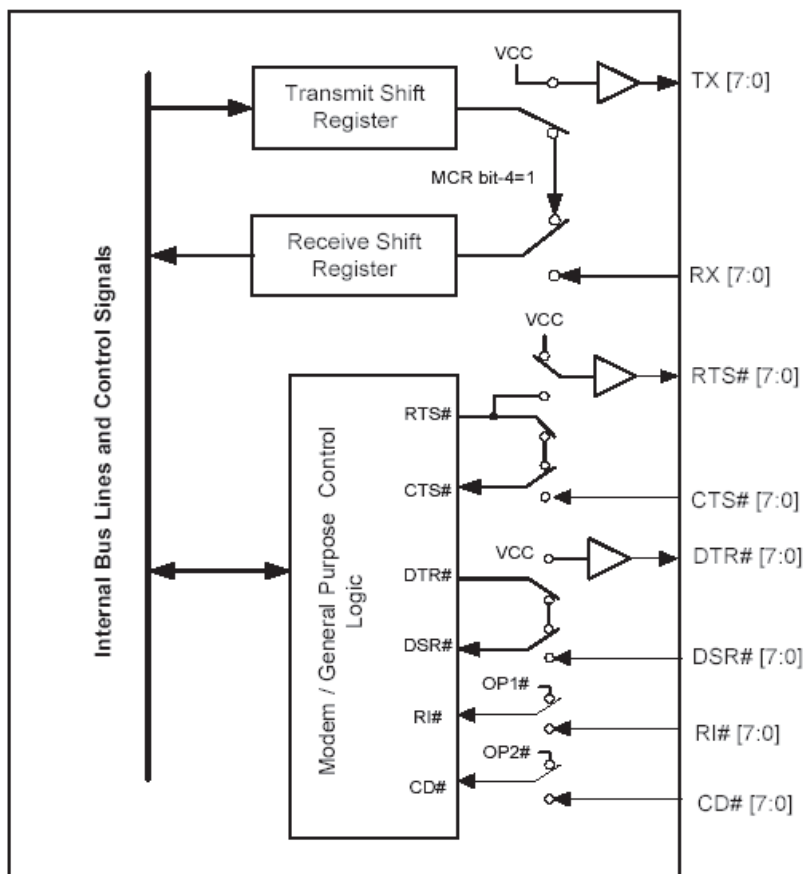 VCC
TX [7:0]
Transmit Shift
Register
MCR bit-4=1
Receive Shift
Register
RX [7:0]
Internal Bus Lines and Control Signals
VCC
RTS# [7:0]
RTS#
CTS#
CTS# [7:0]
Modem / General Purpose Control
Logic
VCC
DTR# [7:0]
DTR#
DSR#
DSR# [7:0]
OP1#
RI#
RI# [7:0]
OP2#
CD#
CD# [7:0]